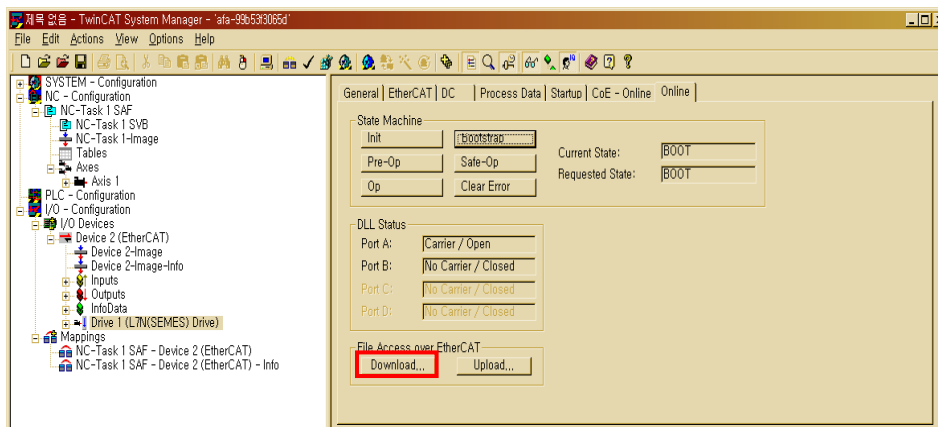 제목 없음 - TwinCAT System Manager - 'afa-99b53f3065d'
File Edit Actions View Options Help
SYSTEM - Configuration
NC - Configuration
NC-Task 1 SAF
NC-Task 1 SVB
NC-Task 1-Image
Tables
Axes
Axis 1
PLC - Configuration
I/O - Configuration
I/O Devices
Device 2 (EtherCAT)
Device 2-Image
Device 2-Image-Info
Inputs
Outputs
InfoData
Drive 1 (L7N(SEMES) Drive)
Mappings
NC-Task 1 SAF - Device 2 (EtherCAT)
NC-Task 1 SAF - Device 2 (EtherCAT) - Info
General EtherCAT DC Process Data Startup CoE - Online Online
State Machine
Init Bootstrap
Pre-Op Safe-Op
Op Clear Error
Current State: BOOT
Requested State: BOOT
DLL Status
Port A: Carrier / Open
Port B: No Carrier / Closed
Port C: No Carrier / Closed
Port D: No Carrier / Closed
File Access over EtherCAT
Download... Upload...